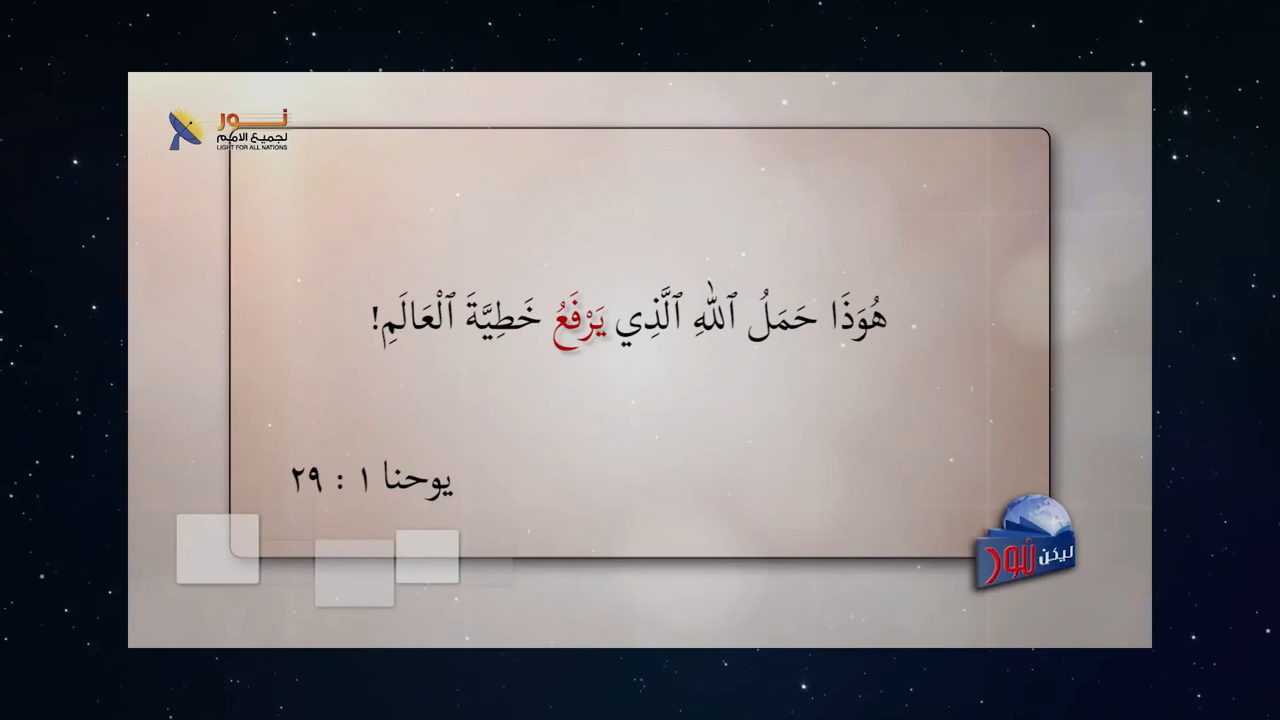 نور
لجميع الامم
LIGHT FOR ALL NATIONS
هُوَذَا حَمَلُ ٱللهِ ٱلَّذِي يَرْفَعُ خَطِيَّةَ ٱلْعَالَمِ!
يوحنا ١ : ٢٩
ليكن نور